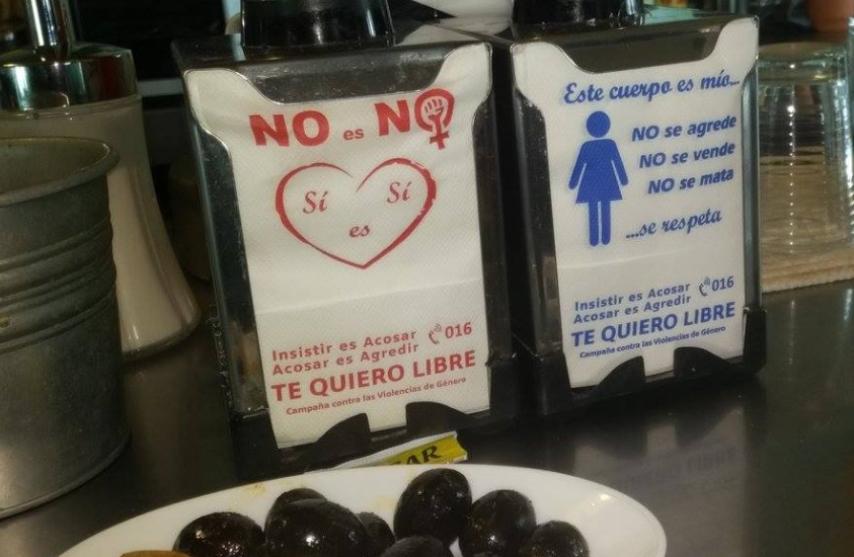 NO es NO
Sí Sí
es
Insistir es Acosar
Acosar es Agredir
016
TE QUIERO LIBRE
Campaña contra las Violencias de Género
Este cuerpo es mío...
NO se agrede
NO se vende
NO se mata
...se respeta
Insistir es Acosar
Acosar es Agredir
016
TE QUIERO LIBRE
Campaña contra las Violencias de Género